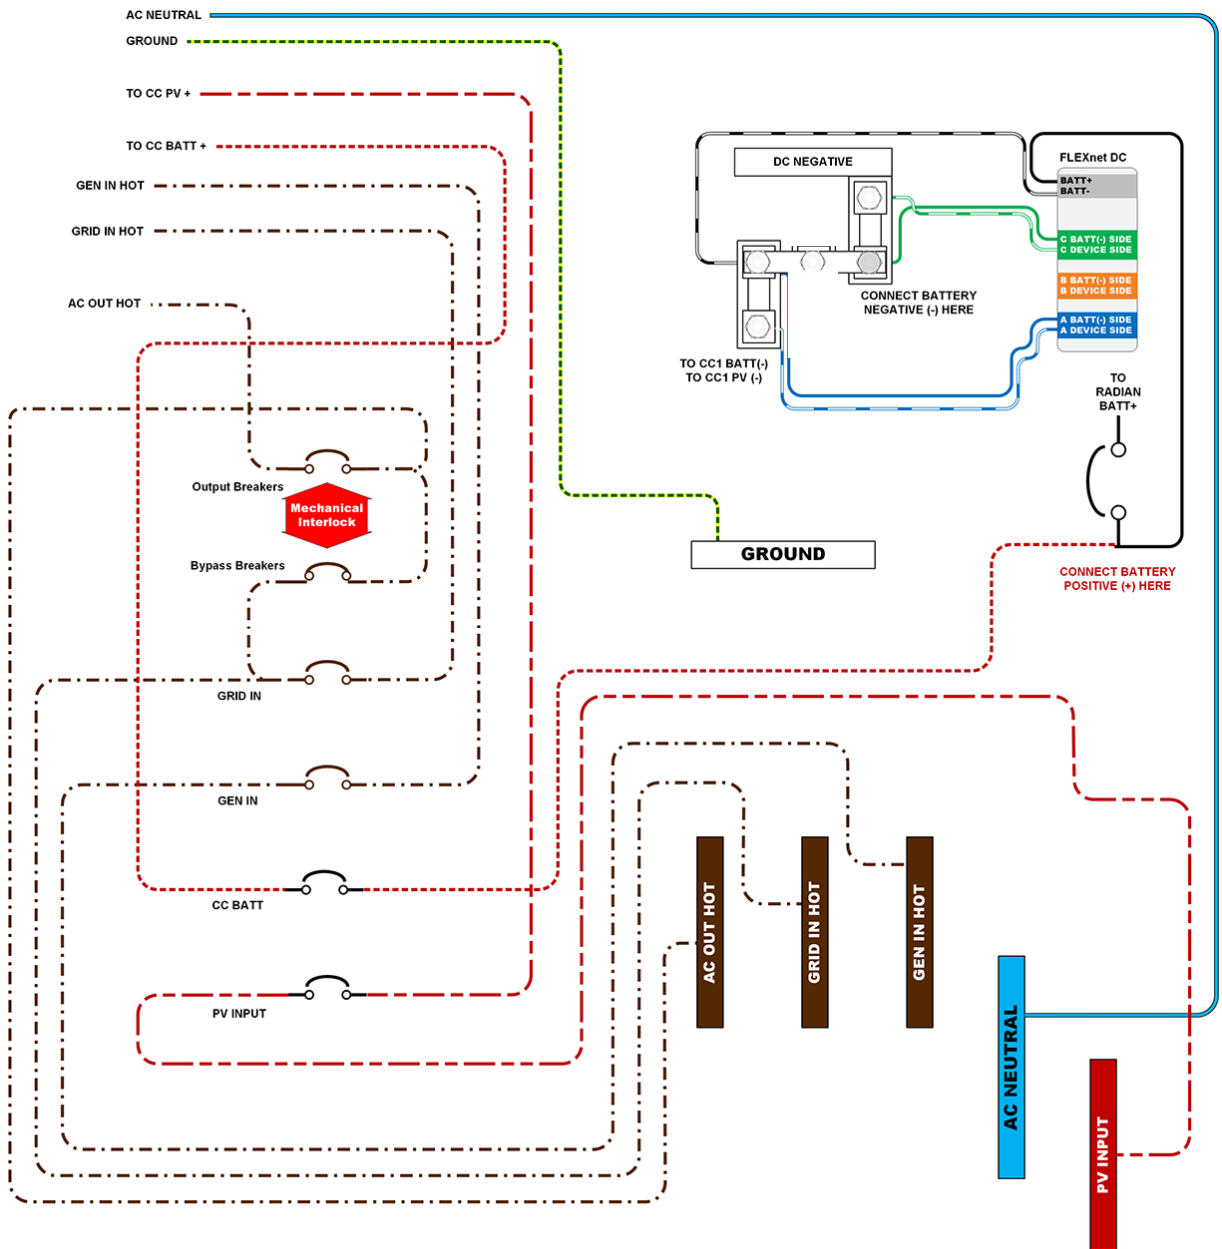 AC NEUTRAL
GROUND
TO CC PV +
TO CC BATT +
GEN IN HOT
GRID IN HOT
AC OUT HOT
DC NEGATIVE
FLEXnet DC
BATT+
BATT-
C BATT(-) SIDE
C DEVICE SIDE
B BATT(-) SIDE
B DEVICE SIDE
A BATT(-) SIDE
A DEVICE SIDE
CONNECT BATTERY
NEGATIVE (-) HERE
TO CC1 BATT(-)
TO CC1 PV (-)
TO
RADIAN
BATT+
Output Breakers
Mechanical
Interlock
Bypass Breakers
GROUND
CONNECT BATTERY
POSITIVE (+) HERE
GRID IN
GEN IN
CC BATT
PV INPUT
AC OUT HOT
GRID IN HOT
GEN IN HOT
AC NEUTRAL
PV INPUT